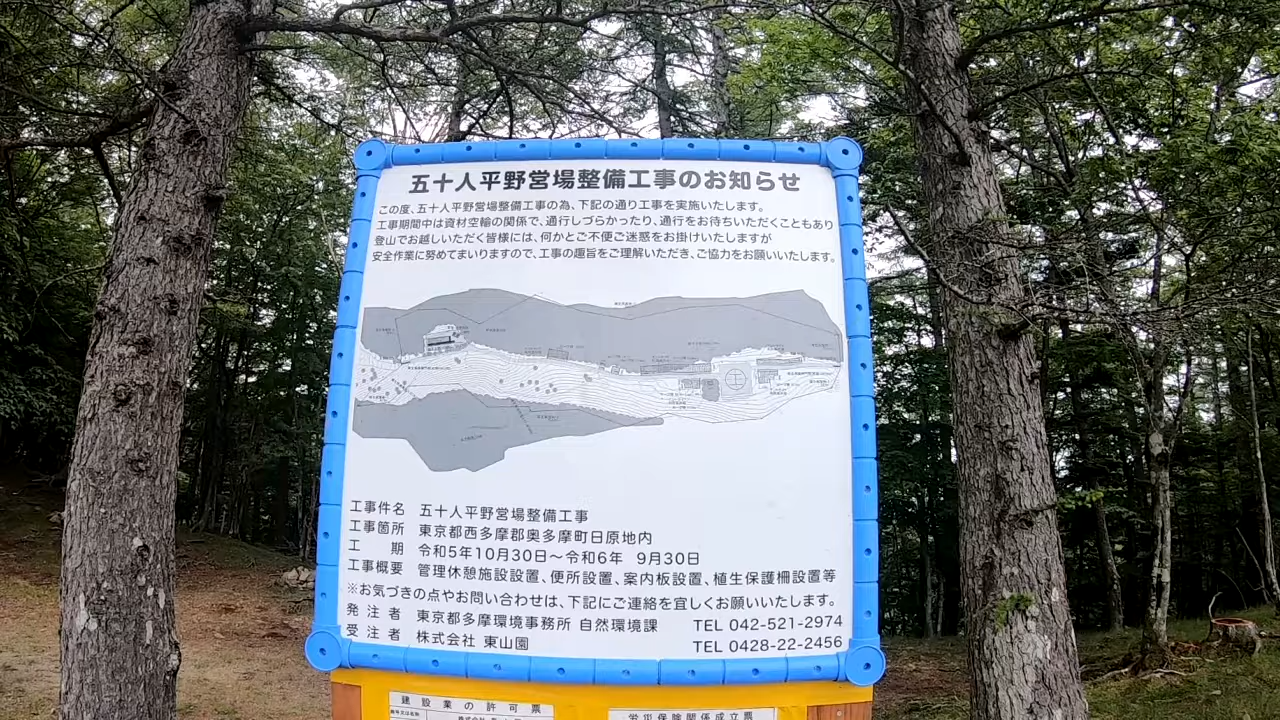 五十人平野営場整備工事のお知らせ
この度、五十人平野営場整備工事の為、下記の通り工事を実施いたします。
工事期間中は資材空輸の関係で、通行しづらかったり、通行をお待ちいただくこともあり
登山でお越しいただく皆様には、何かとご不便ご迷惑をお掛けいたしますが
安全作業に努めてまいりますので、工事の趣旨をご理解いただき、ご協力をお願いいたします。
工事件名 五十人平野営場整備工事
工事箇所 東京都西多摩郡奥多摩町日原地内
工 期 令和5年10月30日〜令和6年 9月30日
工事概要 管理休憩施設設置、便所設置、案内板設置、植生保護柵設置等
※お気づきの点やお問い合わせは、下記にご連絡を宜しくお願いいたします。
発注者 東京都多摩環境事務所 自然環境課 TEL 042-521-2974
受注者 株式会社 東山園 TEL 0428-22-2456
建設業の許可票
労災保険関係成立票